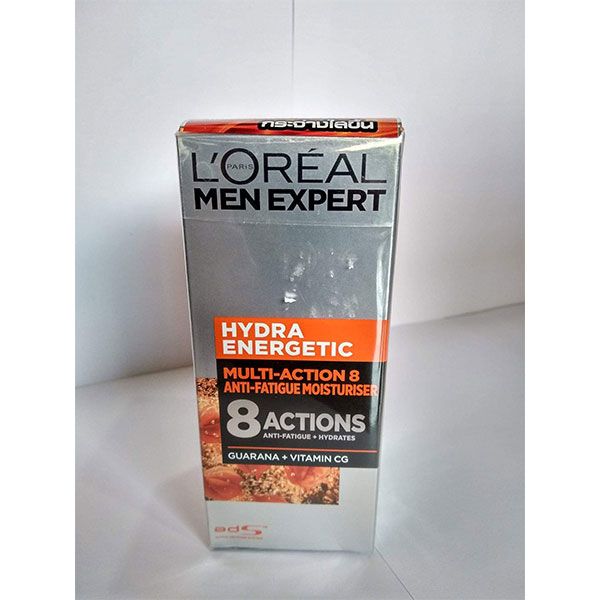 กระจ่างใสขึ้น
L'ORÉAL
PARIS
MEN EXPERT
HYDRA
ENERGETIC
MULTI-ACTION 8
ANTI-FATIGUE MOISTURISER
8 ACTIONS
ANTI-FATIGUE + HYDRATES
GUARANA + VITAMIN CG
adS